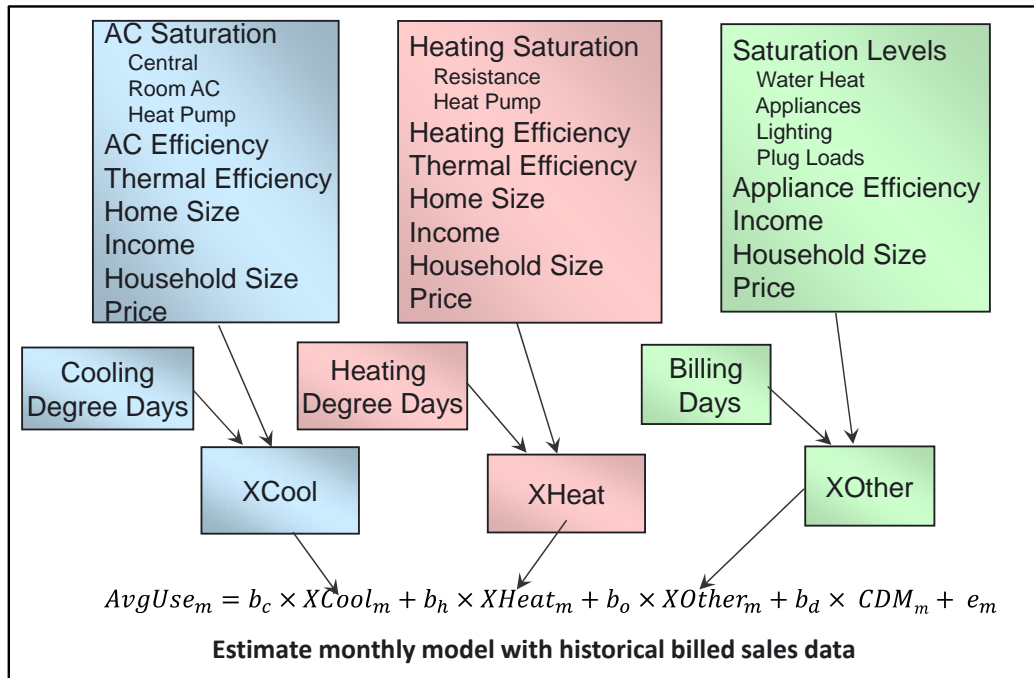 AC Saturation
Central
Room AC
Heat Pump
AC Efficiency
Thermal Efficiency
Home Size
Income
Household Size
Price
Heating Saturation
Resistance
Heat Pump
Heating Efficiency
Thermal Efficiency
Home Size
Income
Household Size
Price
Saturation Levels
Water Heat
Appliances
Lighting
Plug Loads
Appliance Efficiency
Income
Household Size
Price
Cooling
Degree Days
Heating
Degree Days
Billing
Days
XCool
XHeat
XOther
AvgUse_m = b_c × XCool_m + b_h × XHeat_m + b_o × XOther_m + b_d × CDM_m + e_m
Estimate monthly model with historical billed sales data